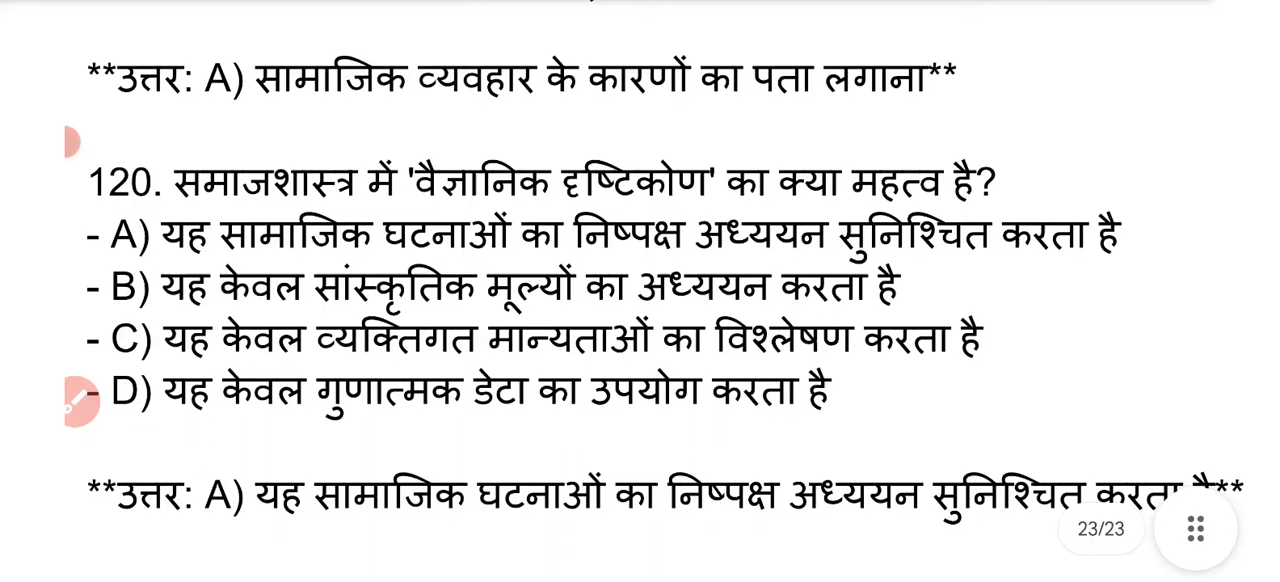 **उत्तर: A) सामाजिक व्यवहार के कारणों का पता लगाना**
120. समाजशास्त्र में 'वैज्ञानिक दृष्टिकोण' का क्या महत्व है?
- A) यह सामाजिक घटनाओं का निष्पक्ष अध्ययन सुनिश्चित करता है
- B) यह केवल सांस्कृतिक मूल्यों का अध्ययन करता है
- C) यह केवल व्यक्तिगत मान्यताओं का विश्लेषण करता है
- D) यह केवल गुणात्मक डेटा का उपयोग करता है
**उत्तर: A) यह सामाजिक घटनाओं का निष्पक्ष अध्ययन सुनिश्चित करता है**
23/23